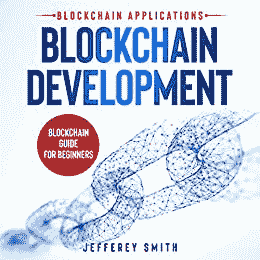 BLOCKCHAIN APPLICATIONS
BLOCKCHAIN
DEVELOPMENT
BLOCKCHAIN
GUIDE
FOR BEGINNERS
JEFFEREY SMITH